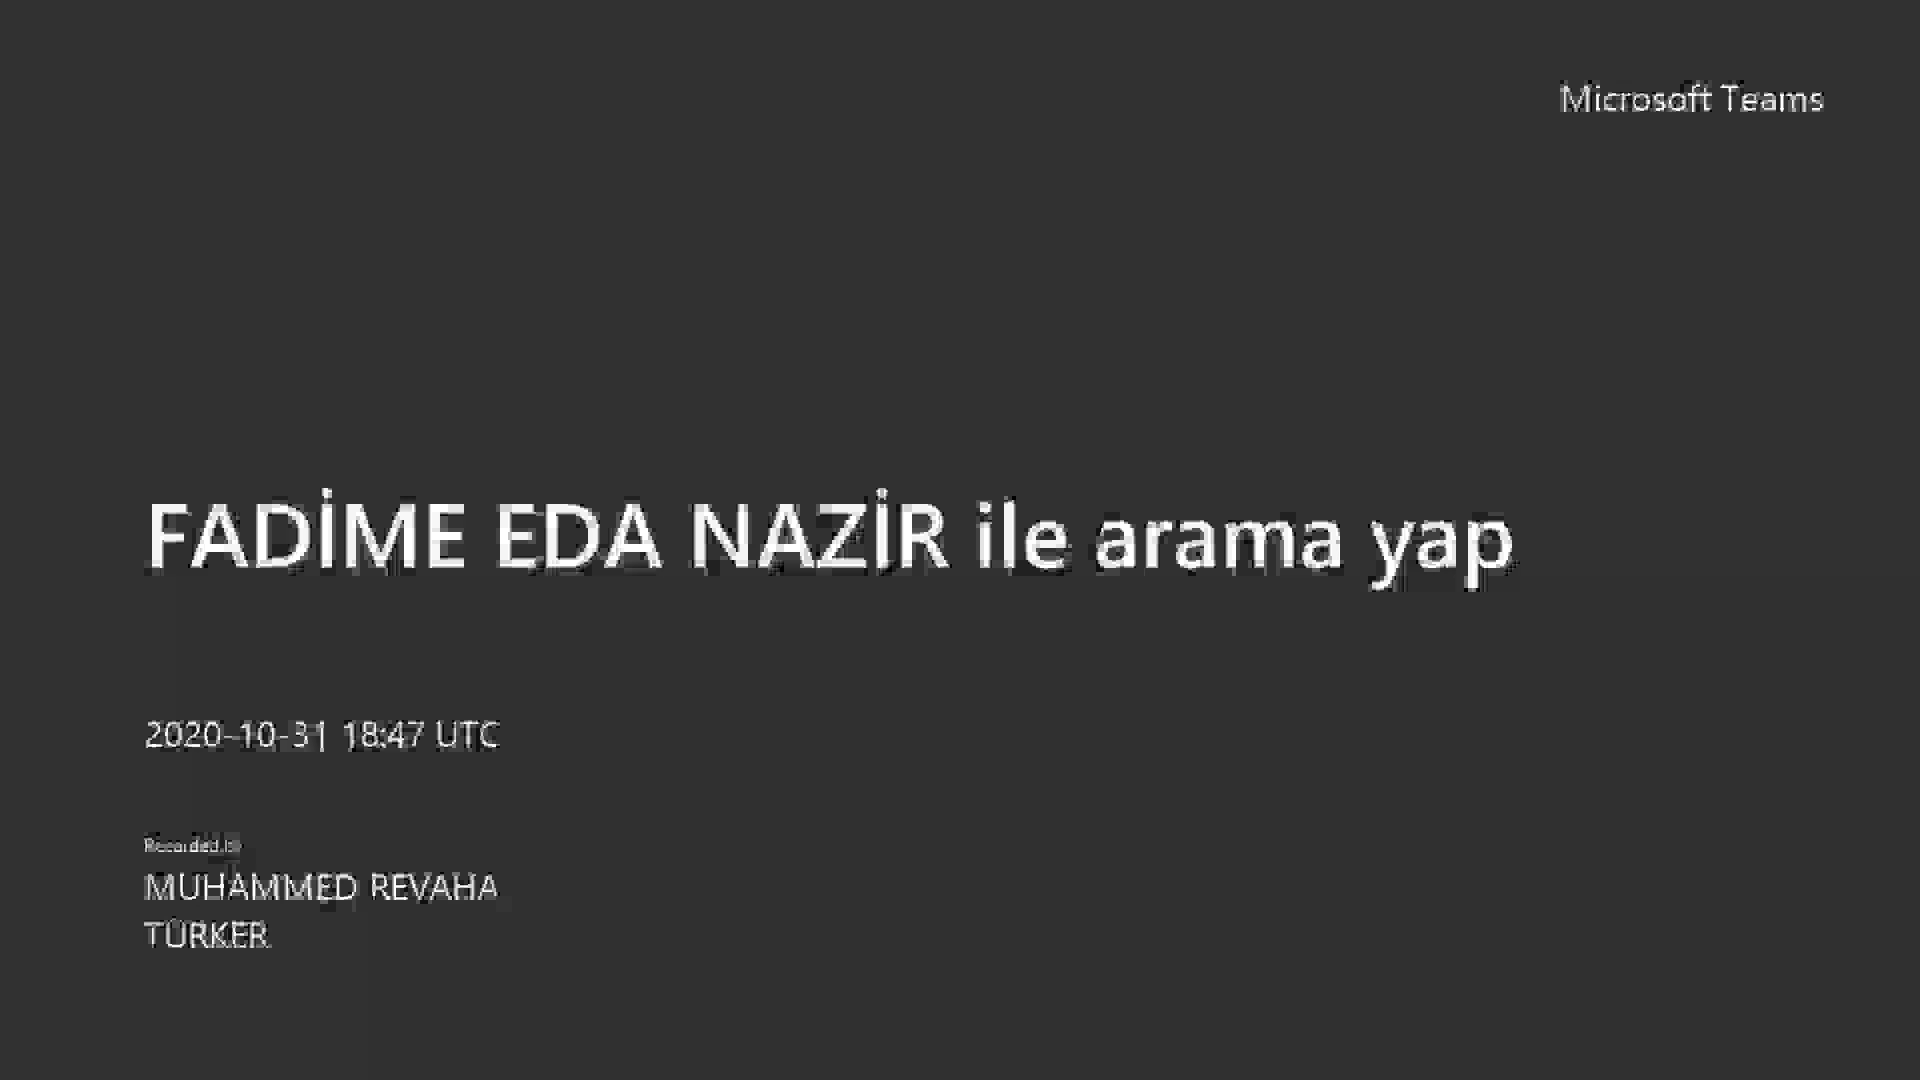 Microsoft Teams
FADİME EDA NAZİR ile arama yap
2020-10-31 18:47 UTC
Recorded by
MUHAMMED REVAHA
TÜRKER